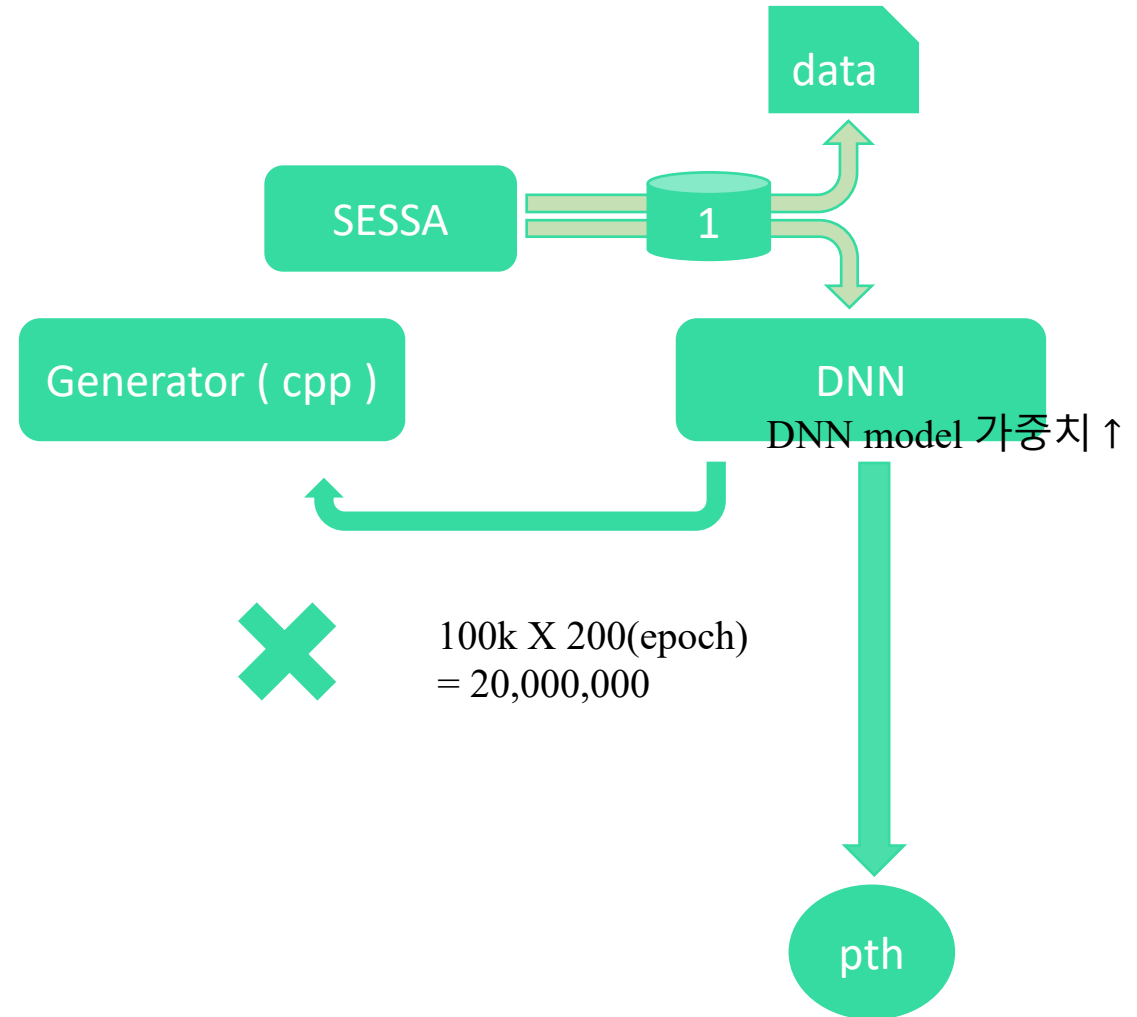 data
SESSA
1
Generator ( cpp )
DNN
DNN model 가중치↑
100k X 200(epoch)
= 20,000,000
pth